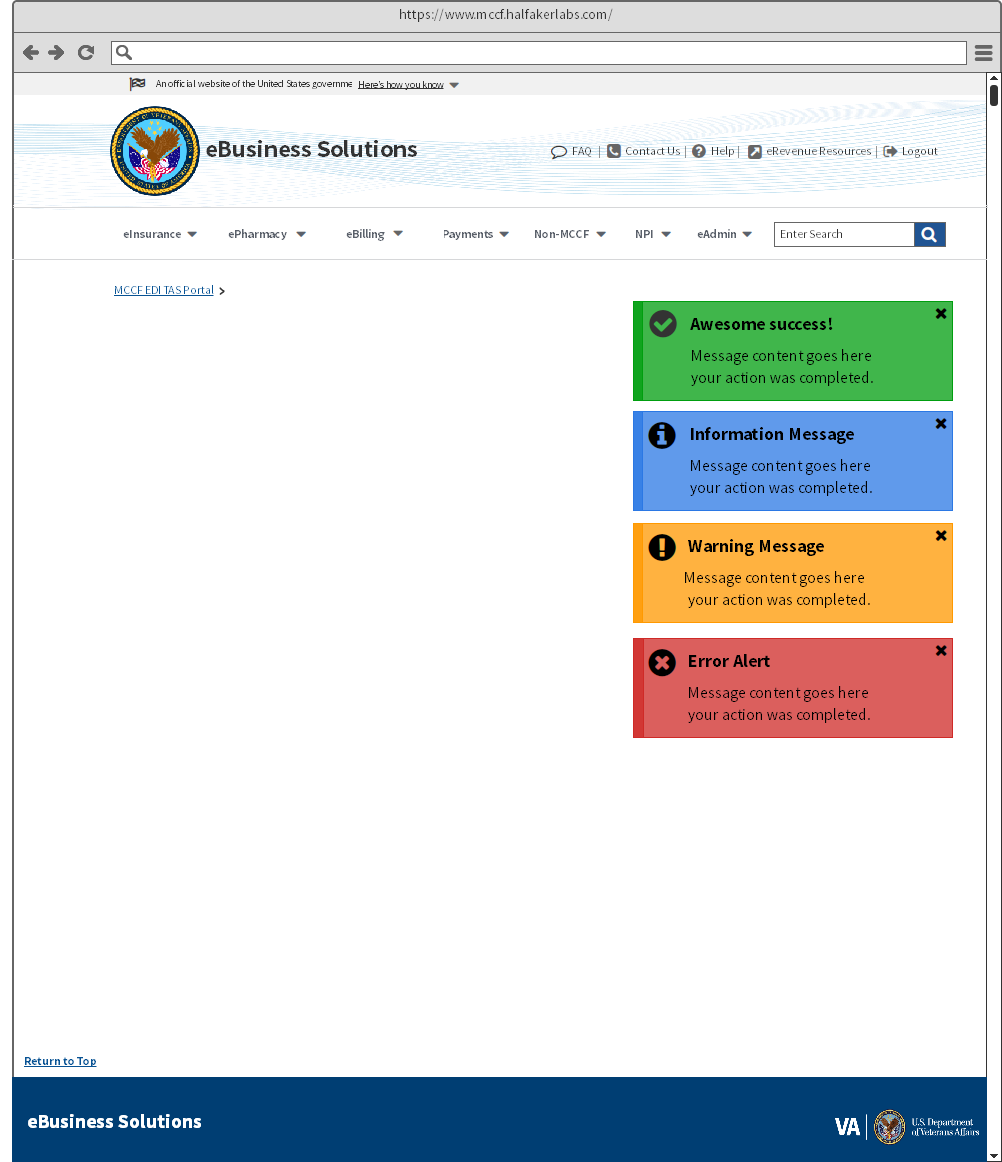 https://www.mccf.halfakerlabs.com/
An official website of the United States governme Here's how you know
eBusiness Solutions
FAQ | Contact Us | Help | eRevenue Resources | Logout
eInsurance ePharmacy eBilling Payments Non-MCCF NPI eAdmin Enter Search
MCCF EDI TAS Portal >
Awesome success!
Message content goes here
your action was completed.
Information Message
Message content goes here
your action was completed.
Warning Message
Message content goes here
your action was completed.
Error Alert
Message content goes here
your action was completed.
Return to Top
eBusiness Solutions
VA | U.S. Department
of Veterans Affairs